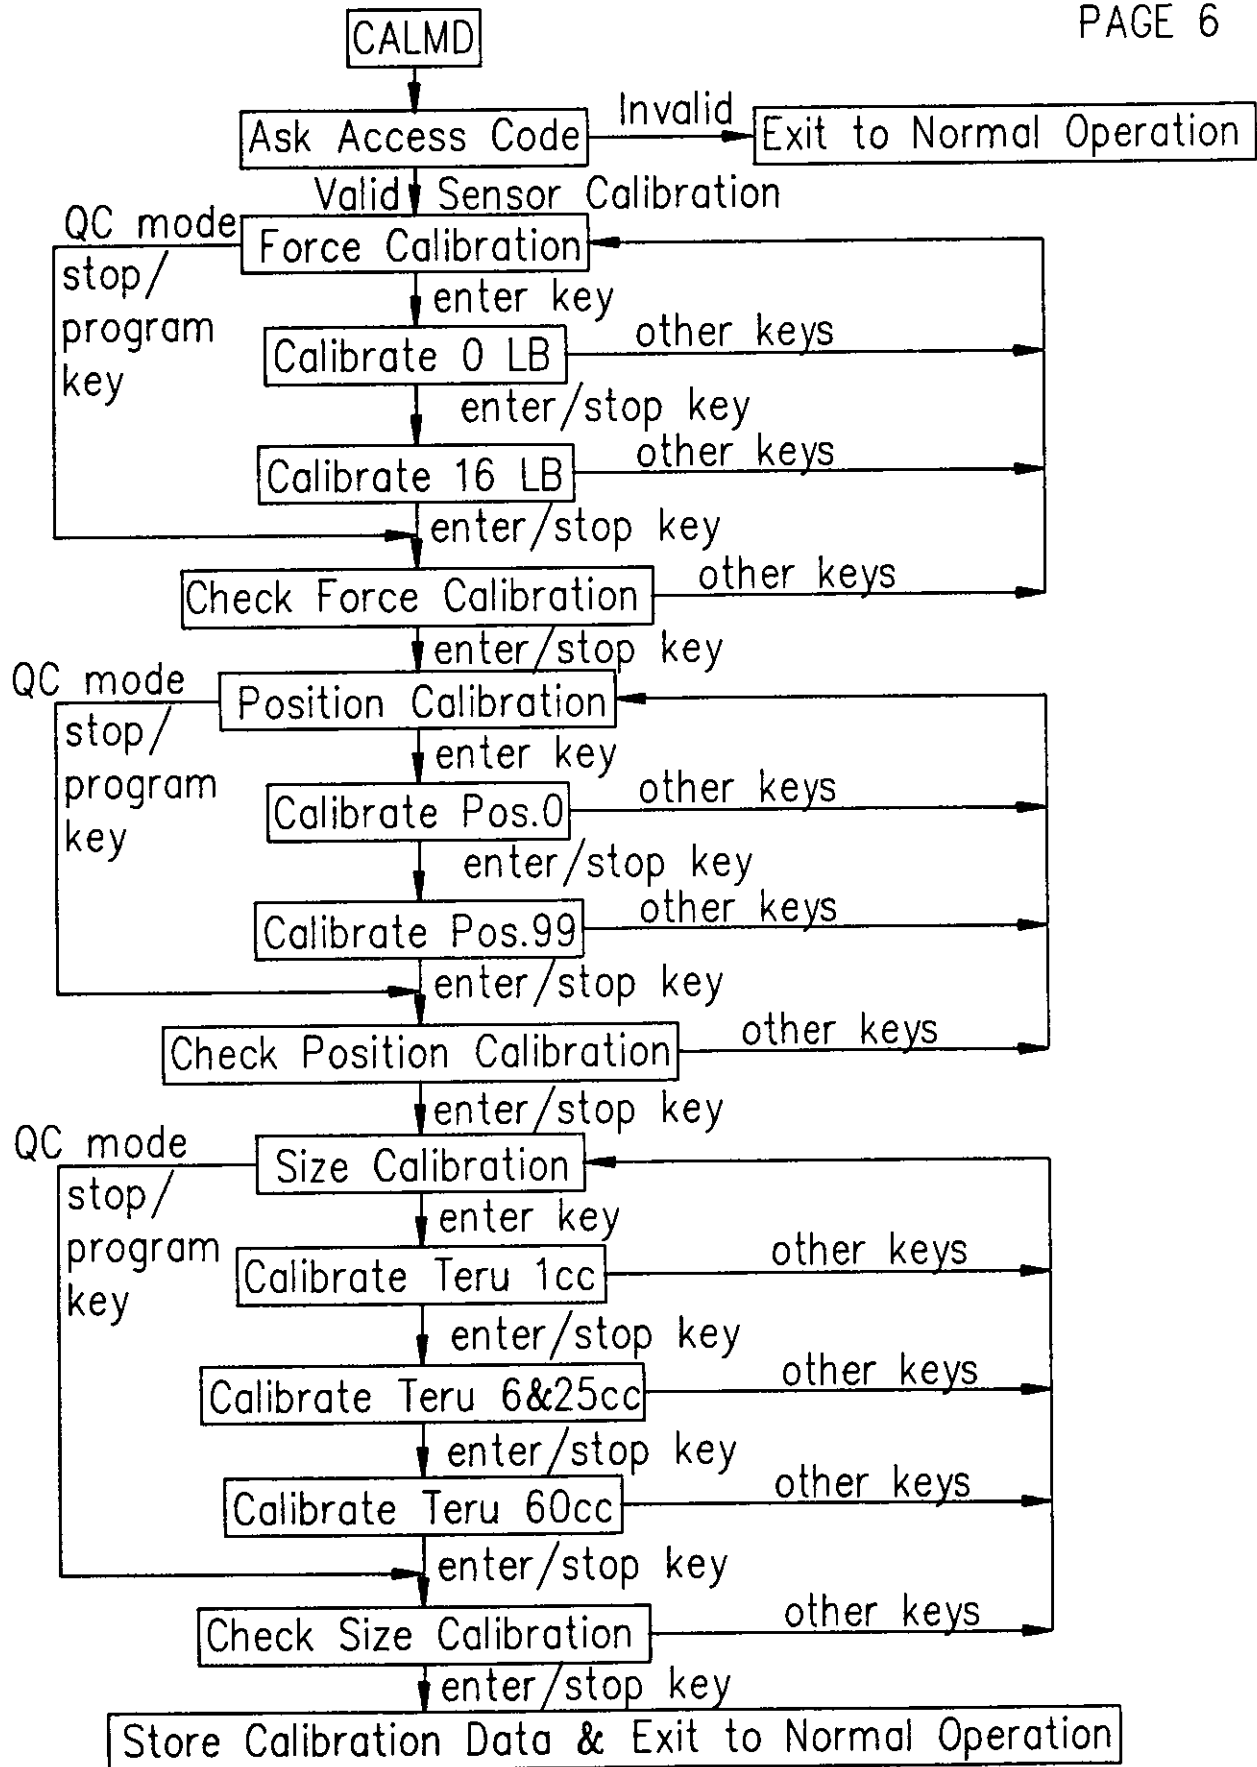 PAGE 6
CALMD
Ask Access Code
Invalid
Exit to Normal Operation
Valid Sensor Calibration
QC mode
stop/
program
key
Force Calibration
enter key
Calibrate 0 LB
other keys
enter/stop key
Calibrate 16 LB
other keys
enter/stop key
Check Force Calibration
other keys
enter/stop key
QC mode
stop/
program
key
Position Calibration
enter key
Calibrate Pos.0
other keys
enter/stop key
Calibrate Pos.99
other keys
enter/stop key
Check Position Calibration
other keys
enter/stop key
QC mode
stop/
program
key
Size Calibration
enter key
Calibrate Teru 1cc
other keys
enter/stop key
Calibrate Teru 6&25cc
other keys
enter/stop key
Calibrate Teru 60cc
other keys
enter/stop key
Check Size Calibration
other keys
enter/stop key
Store Calibration Data & Exit to Normal Operation